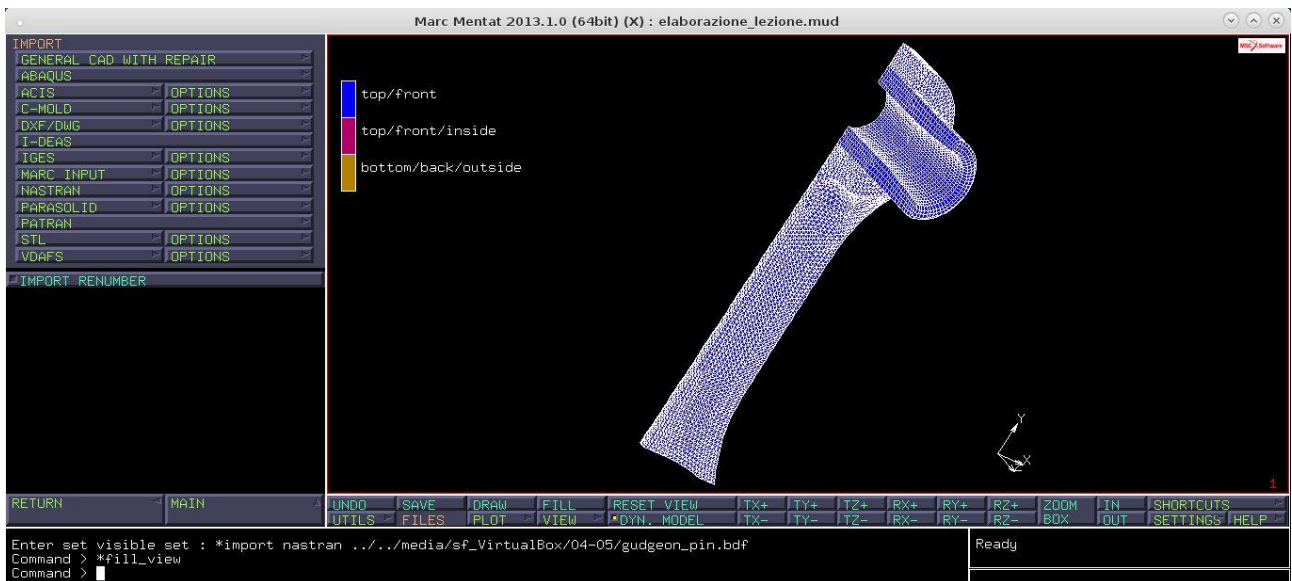 Marc Mentat 2013.1.0 (64bit) (X) : elaborazione_lezione.mud
IMPORT
GENERAL CAD WITH REPAIR
ABAQUS
ACIS OPTIONS
C-MOLD OPTIONS
DXF/DWG OPTIONS
I-DEAS
IGES OPTIONS
MARC INPUT OPTIONS
NASTRAN OPTIONS
PARASOLID OPTIONS
PATRAN
STL OPTIONS
VDAFS OPTIONS
IMPORT RENUMBER
top/front
top/front/inside
bottom/back/outside
MSC Software
Y
X
1
RETURN MAIN
UNDO SAVE DRAW FILL RESET VIEW TX+ TY+ TZ+ RX+ RY+ RZ+ ZOOM IN SHORTCUTS
UTILS FILES PLOT VIEW DYN. MODEL TX- TY- TZ- RX- RY- RZ- BOX OUT SETTINGS HELP
Enter set visible set : *import nastran ../../media/sf_VirtualBox/04-05/gudgeon_pin.bdf
Command > *fill_view
Command >
Ready